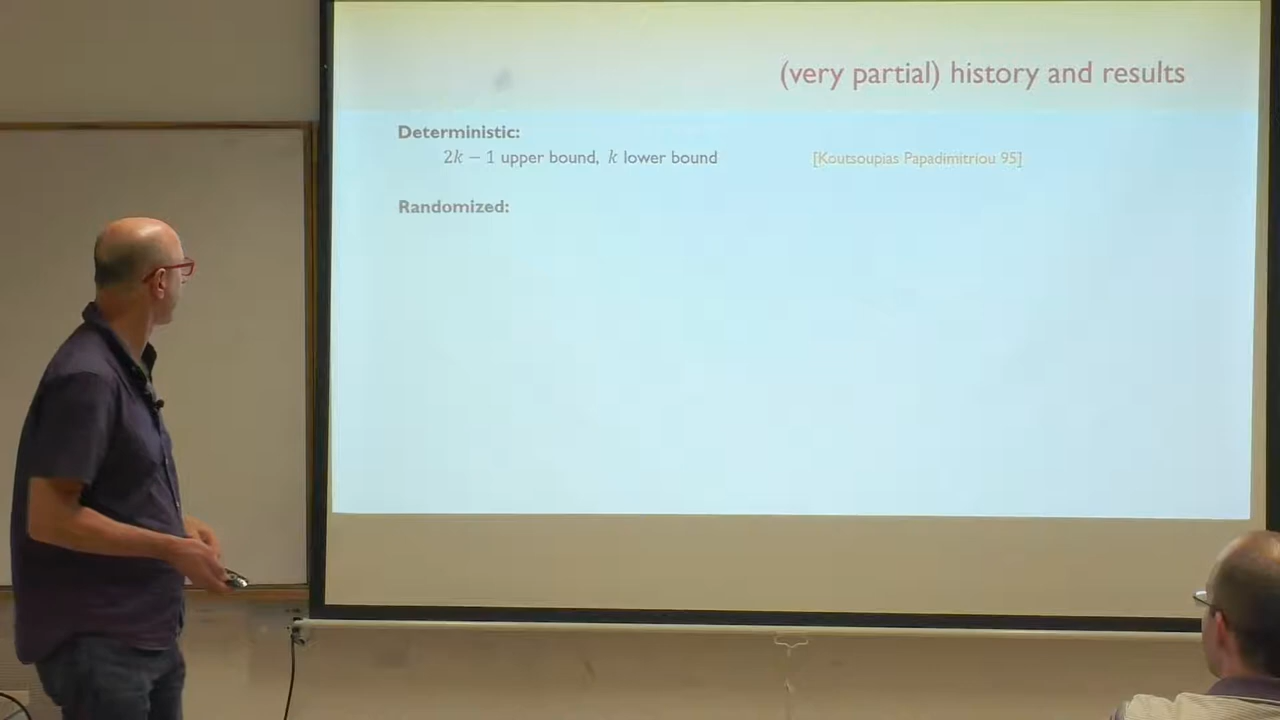 (very partial) history and results
Deterministic:
2k − 1 upper bound, k lower bound [Koutsoupias Papadimitriou 95]
Randomized: